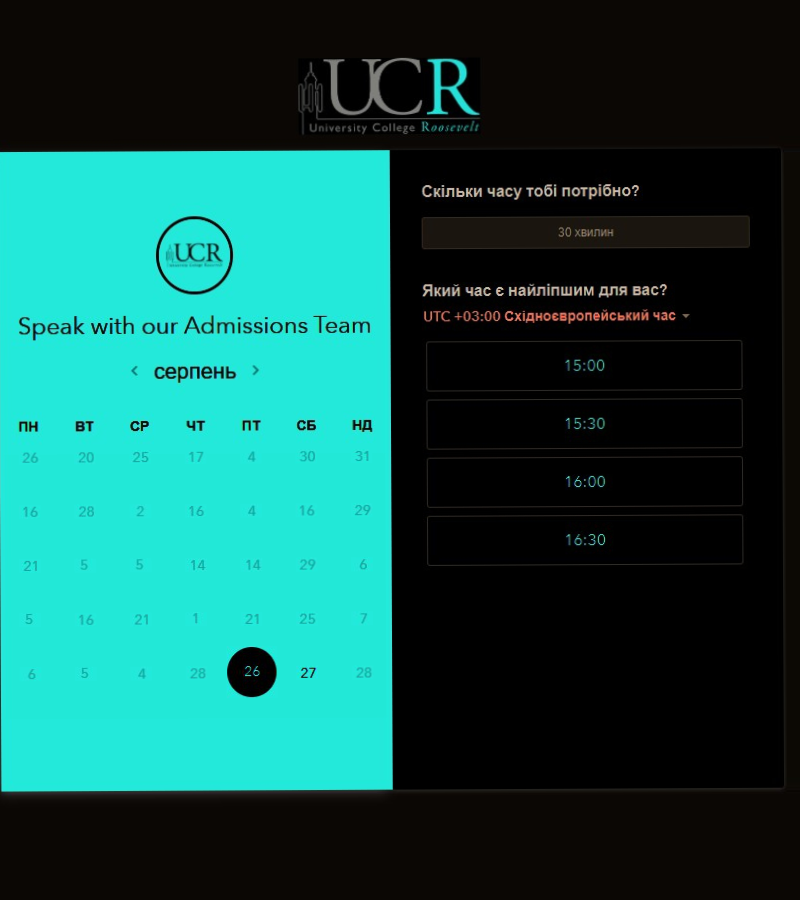 UCR
University College Roosevelt
UCR
University College Roosevelt
Speak with our Admissions Team
серпень
ПН ВТ СР ЧТ ПТ СБ НД
26 20 25 17 4 30 31
16 28 2 16 4 16 29
21 5 5 14 14 29 6
5 16 21 1 21 25 7
6 5 4 28 26 27 28
Скільки часу тобі потрібно?
30 хвилин
Який час є найліпшим для вас?
UTC +03:00 Східноєвропейський час
15:00
15:30
16:00
16:30